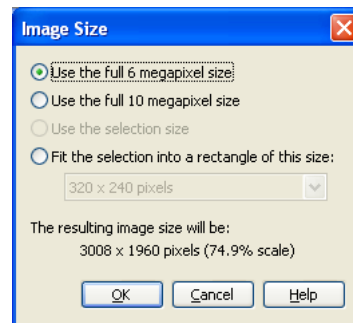 Image Size
Use the full 6 megapixel size
Use the full 10 megapixel size
Use the selection size
Fit the selection into a rectangle of this size:
320 x 240 pixels
The resulting image size will be:
3008 x 1960 pixels (74.9% scale)
OK Cancel Help